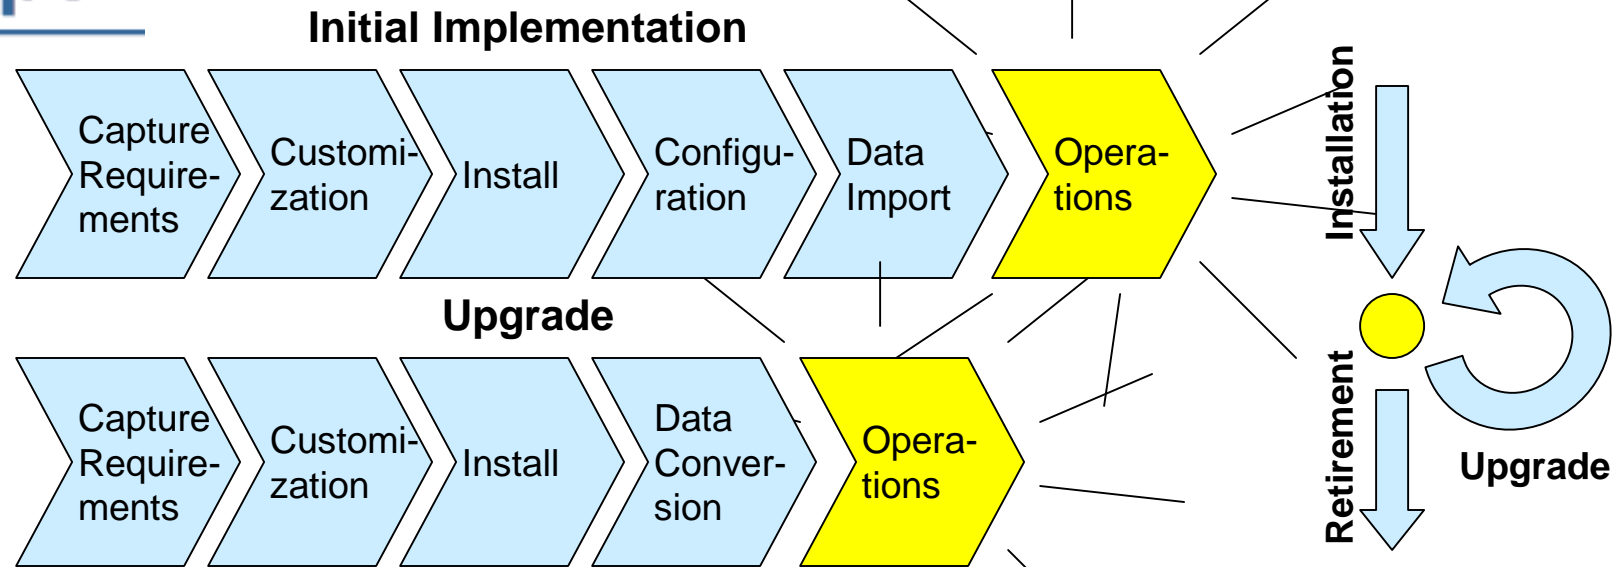 Initial Implementation
Capture
Require-
ments
Customi-
zation
Install
Configu-
ration
Data
Import
Opera-
tions
Installation
Upgrade
Capture
Require-
ments
Customi-
zation
Install
Data
Conver-
sion
Opera-
tions
Retirement
Upgrade